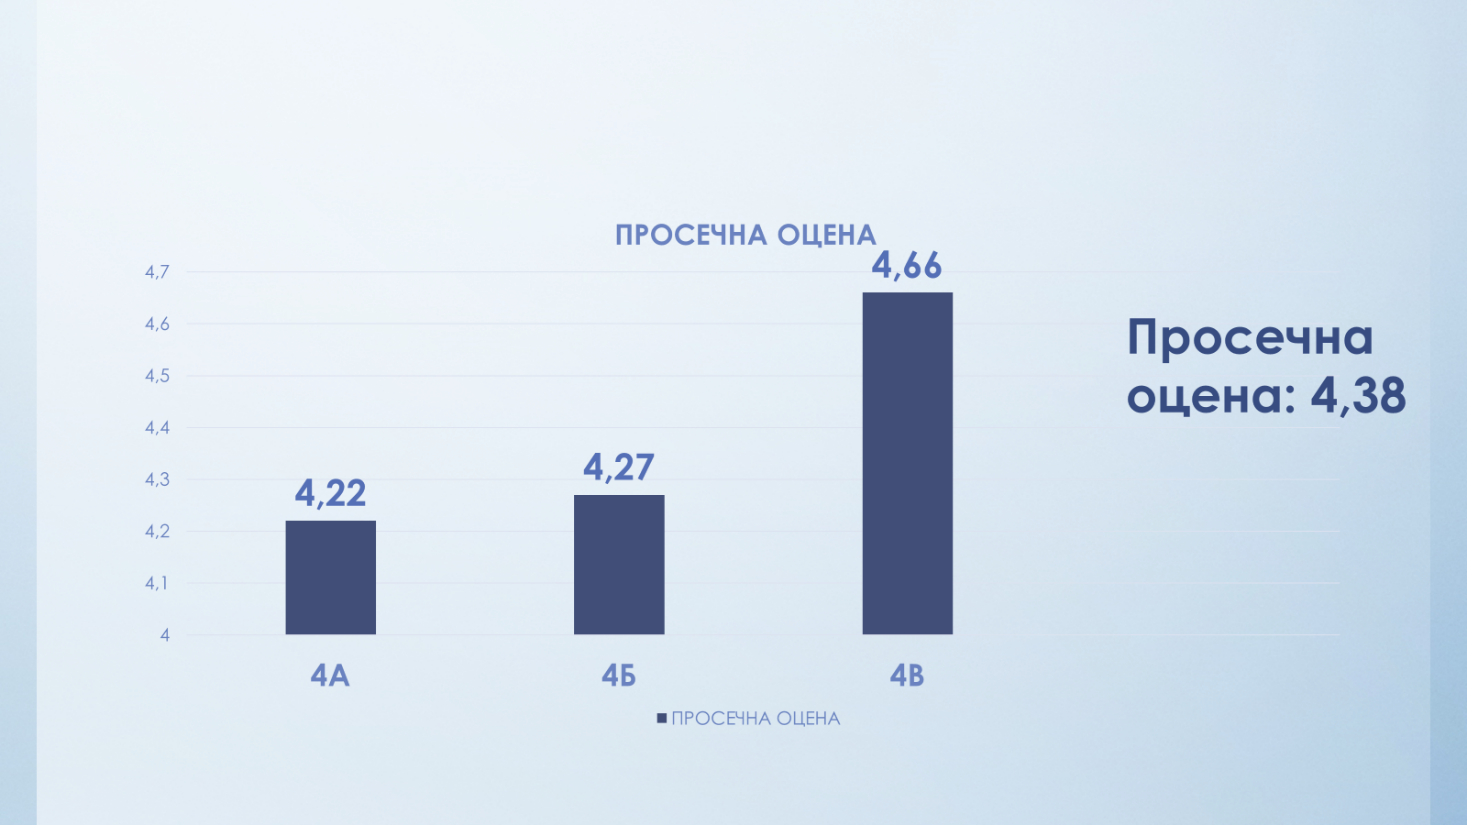 ПРОСЕЧНА ОЦЕНА
4,66
4,7
4,6
4,5
4,4
4,3
4,2
4,1
4
4,22
4,27
4А
4Б
4В
ПРОСЕЧНА ОЦЕНА
Просечна
оцена: 4,38